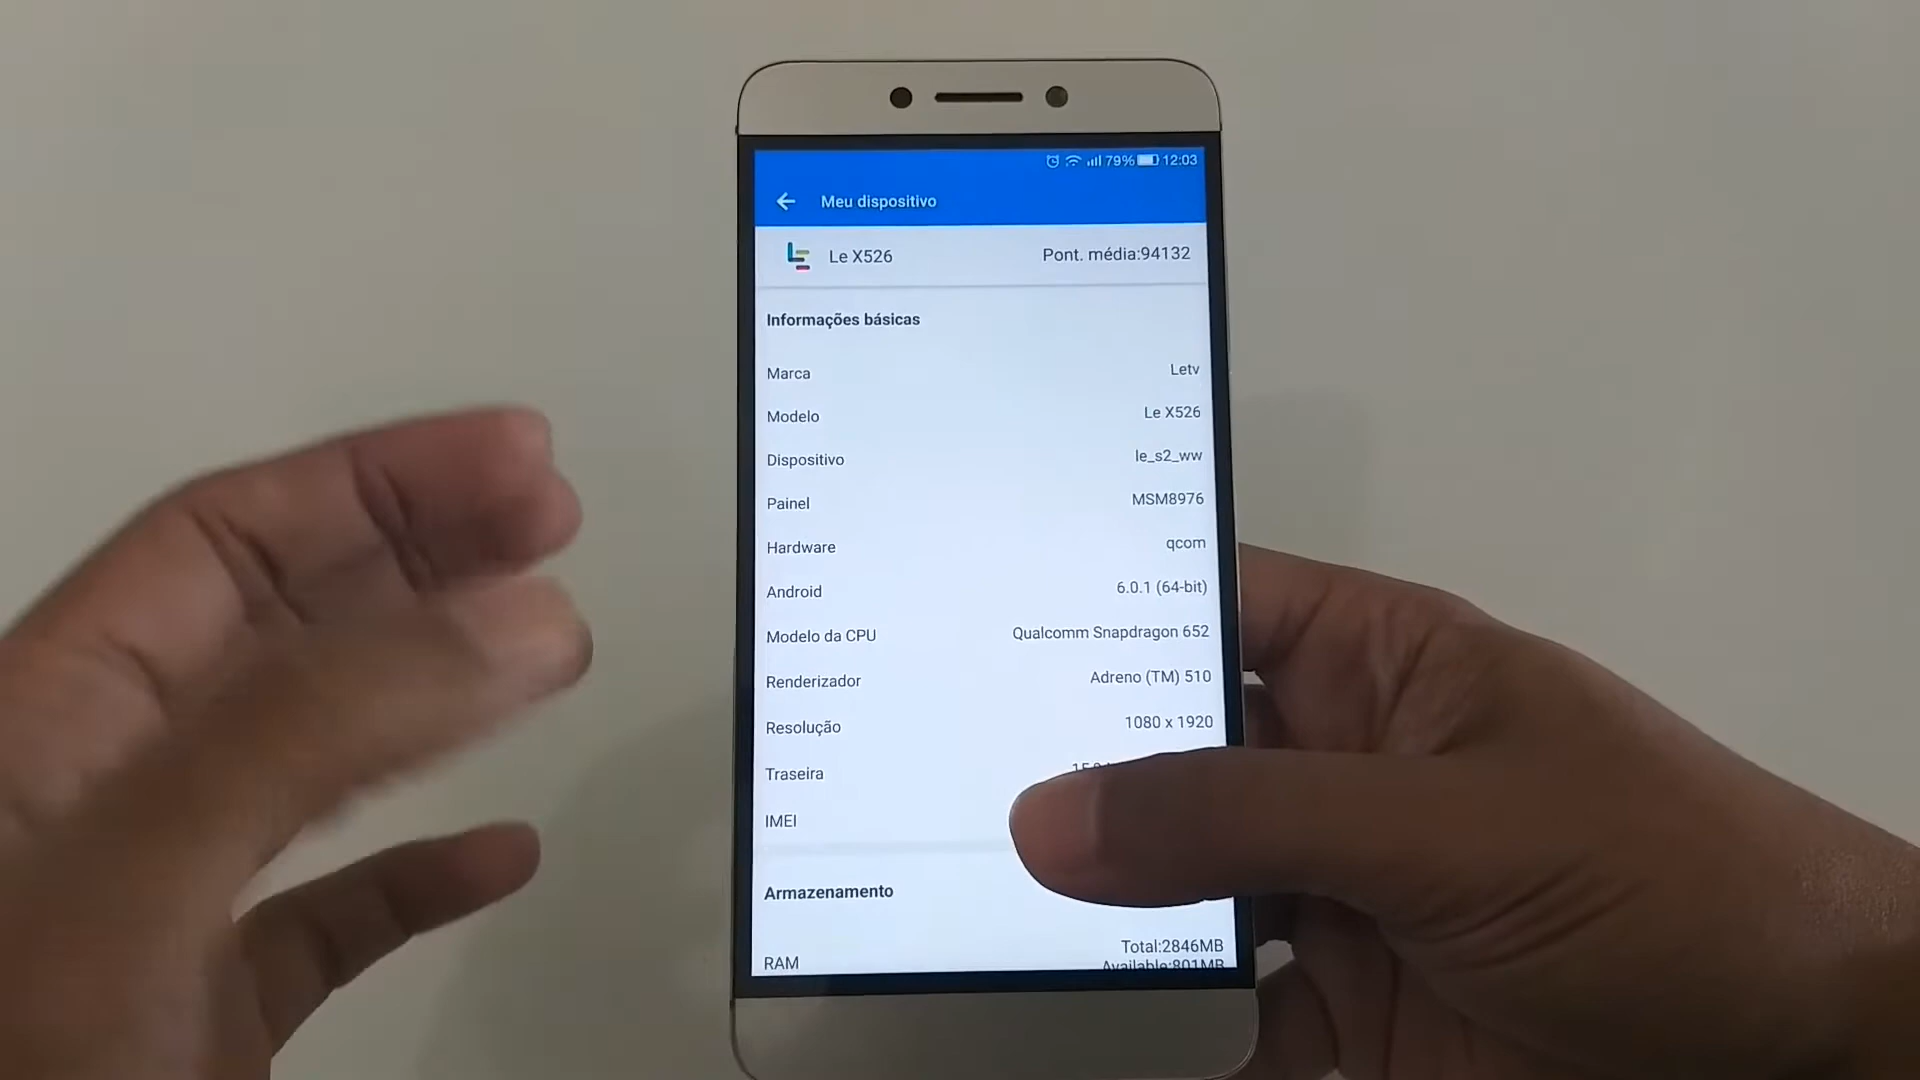 79% 12:03
Meu dispositivo
Le X526 Pont. média:94132
Informações básicas
Marca Letv
Modelo Le X526
Dispositivo le_s2_ww
Painel MSM8976
Hardware qcom
Android 6.0.1 (64-bit)
Modelo da CPU Qualcomm Snapdragon 652
Renderizador Adreno (TM) 510
Resolução 1080 x 1920
Traseira
IMEI
Armazenamento
Total:2846MB
RAM Available:801MB